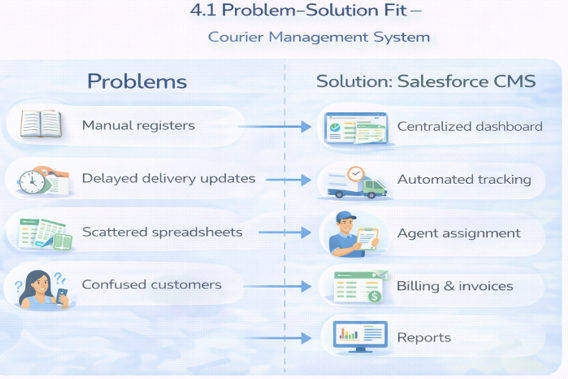 4.1 Problem–Solution Fit –
Courier Management System
Problems
Solution: Salesforce CMS
Manual registers
Centralized dashboard
Delayed delivery updates
Automated tracking
Scattered spreadsheets
Agent assignment
Confused customers
Billing & invoices
Reports